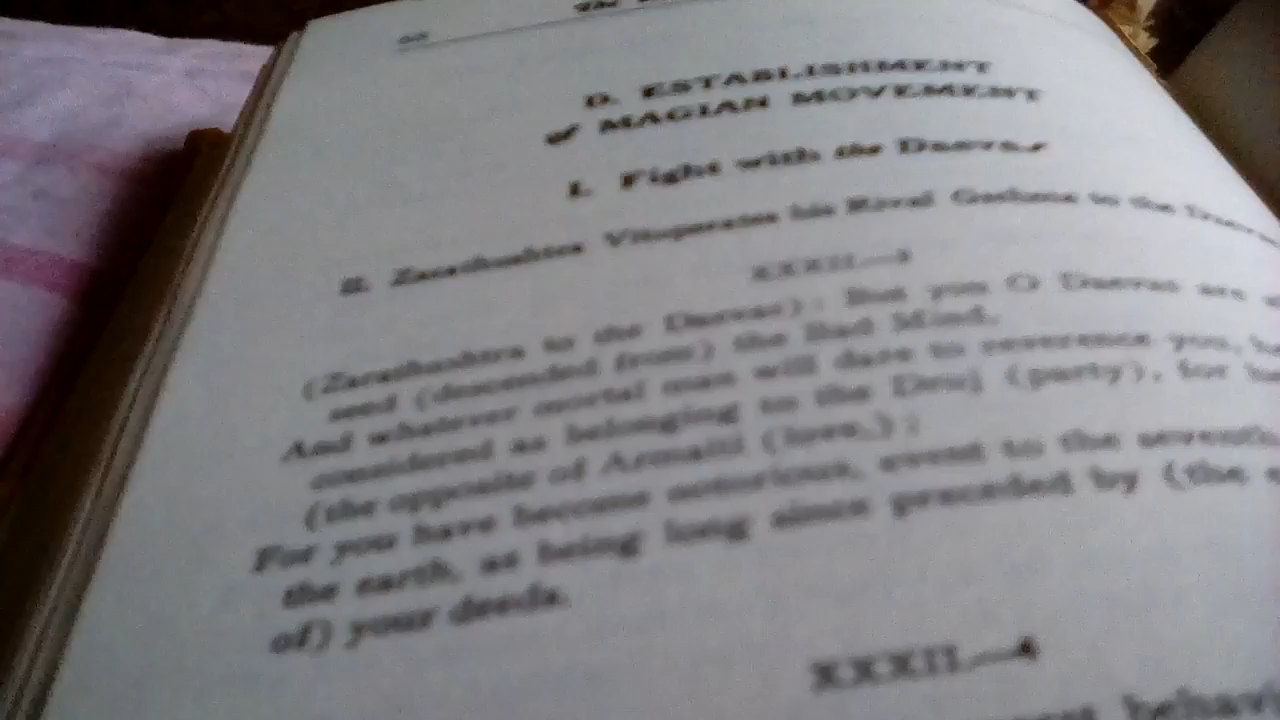 The
D. ESTABLISHMENT
of MAGIAN MOVEMENT
I. Fight with the Daevas
Zarathushtra Vituperates his Rival Grehma to the
XXXII.—3
(Zarathushtra to the Daevas): But you O Daevas are
seed (descended from) the Bad Mind.
And whatever mortal man will dare to reverence you,
considered as belonging to the Druj (party), for
(the opposite of Armaiti (love,);
For you have become notorious, event to the seventh
the earth, as being long since preceded by (the
of) your deeds.
XXXII.—4